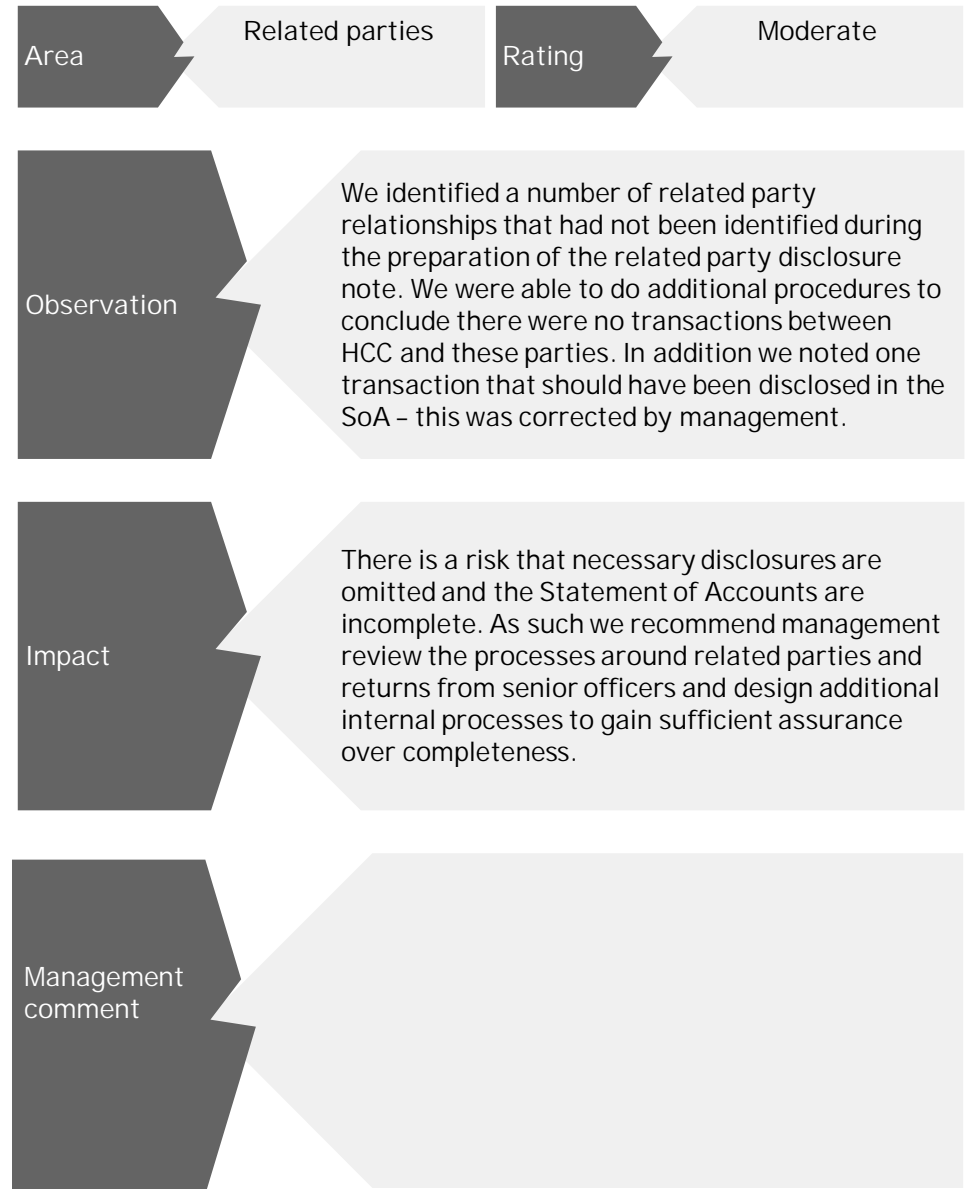 Area
Related parties
Rating
Moderate
Observation
We identified a number of related party
relationships that had not been identified during
the preparation of the related party disclosure
note. We were able to do additional procedures to
conclude there were no transactions between
HCC and these parties. In addition we noted one
transaction that should have been disclosed in the
SoA – this was corrected by management.
Impact
There is a risk that necessary disclosures are
omitted and the Statement of Accounts are
incomplete. As such we recommend management
review the processes around related parties and
returns from senior officers and design additional
internal processes to gain sufficient assurance
over completeness.
Management
comment